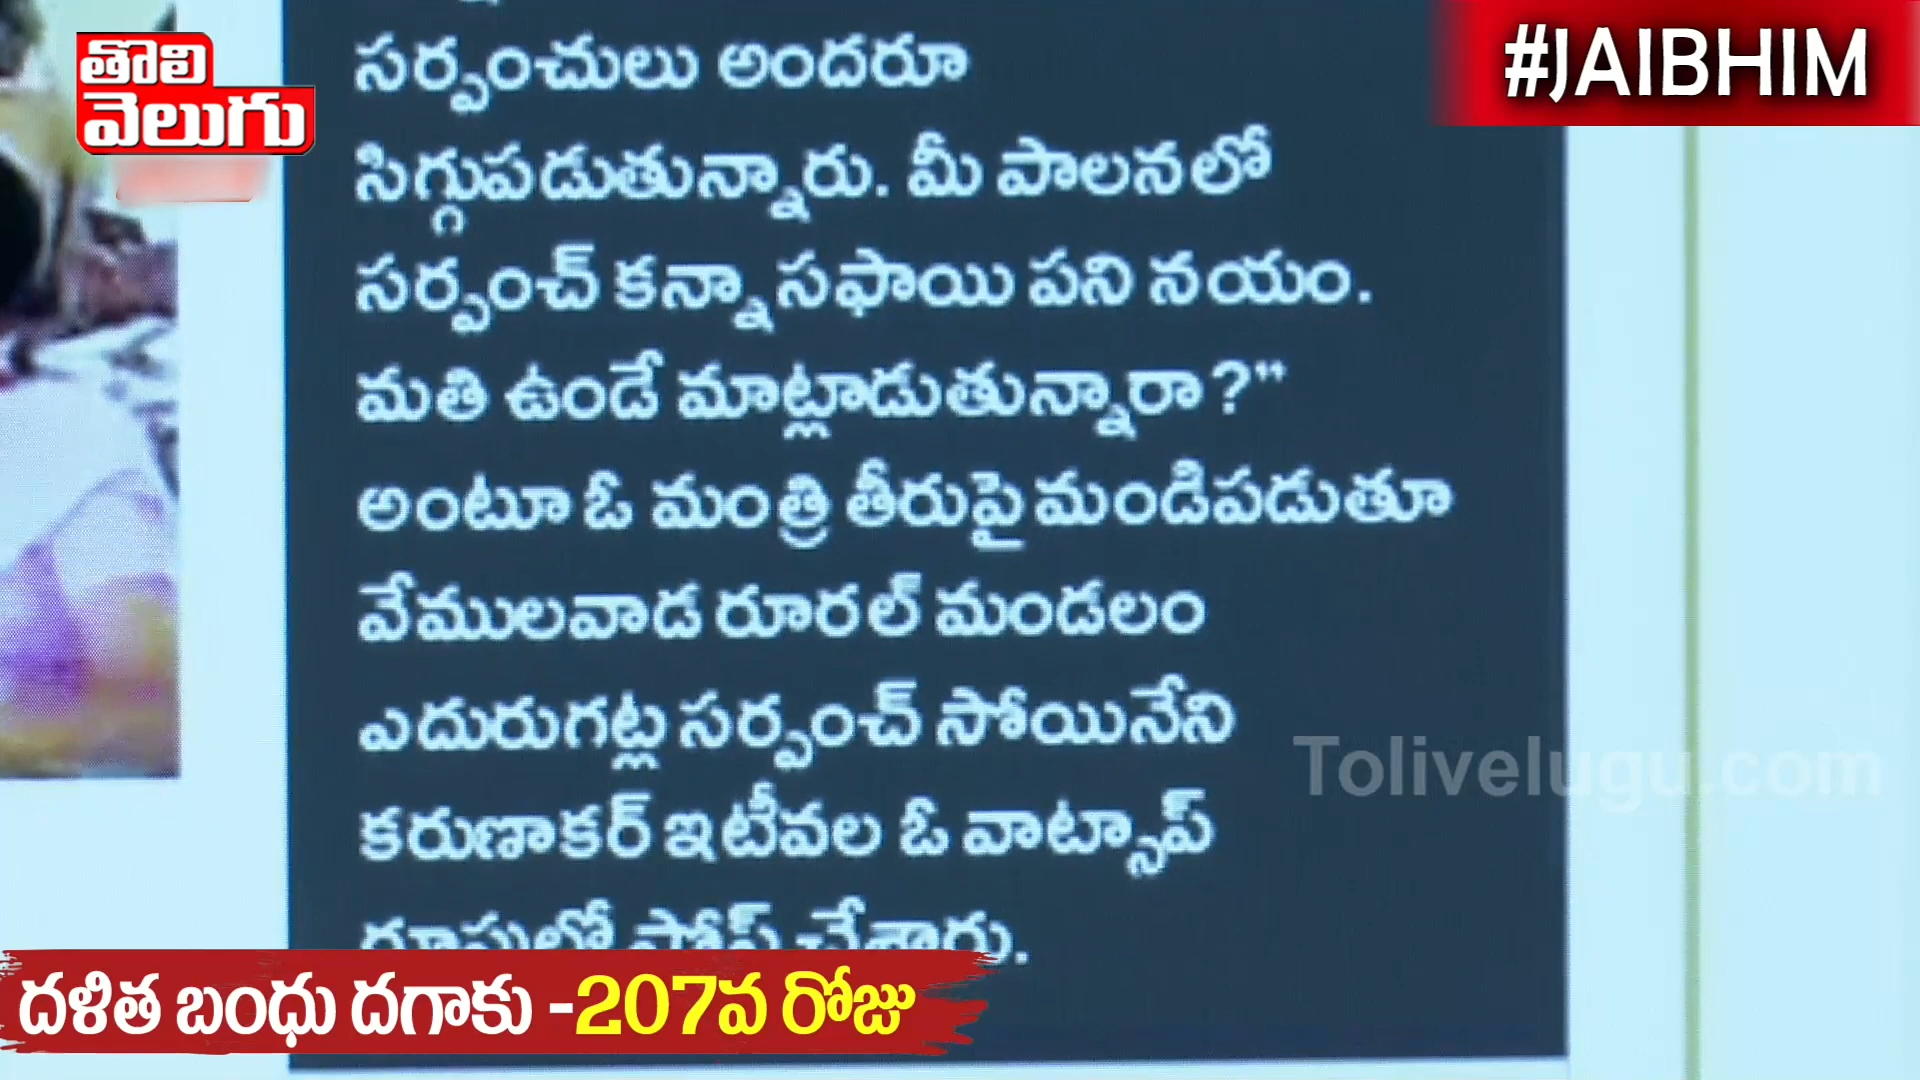 తొలి
వెలుగు
#JAIBHIM
సర్పంచులు అందరూ
సిగ్గుపడుతున్నారు. మీ పాలనలో
సర్పంచ్ కన్నా సఫాయి పని నయం.
మతి ఉండే మాట్లాడుతున్నారా?"
అంటూ ఓ మంత్రి తీరుపై మండిపడుతూ
వేములవాడ రూరల్ మండలం
ఎదురుగట్ల సర్పంచ్ సోయినేని
కరుణాకర్ ఇటీవల ఓ వాట్సాప్
చేశారు.
Tolivelugu.com
దళిత బంధు దగాకు -207వ రోజు